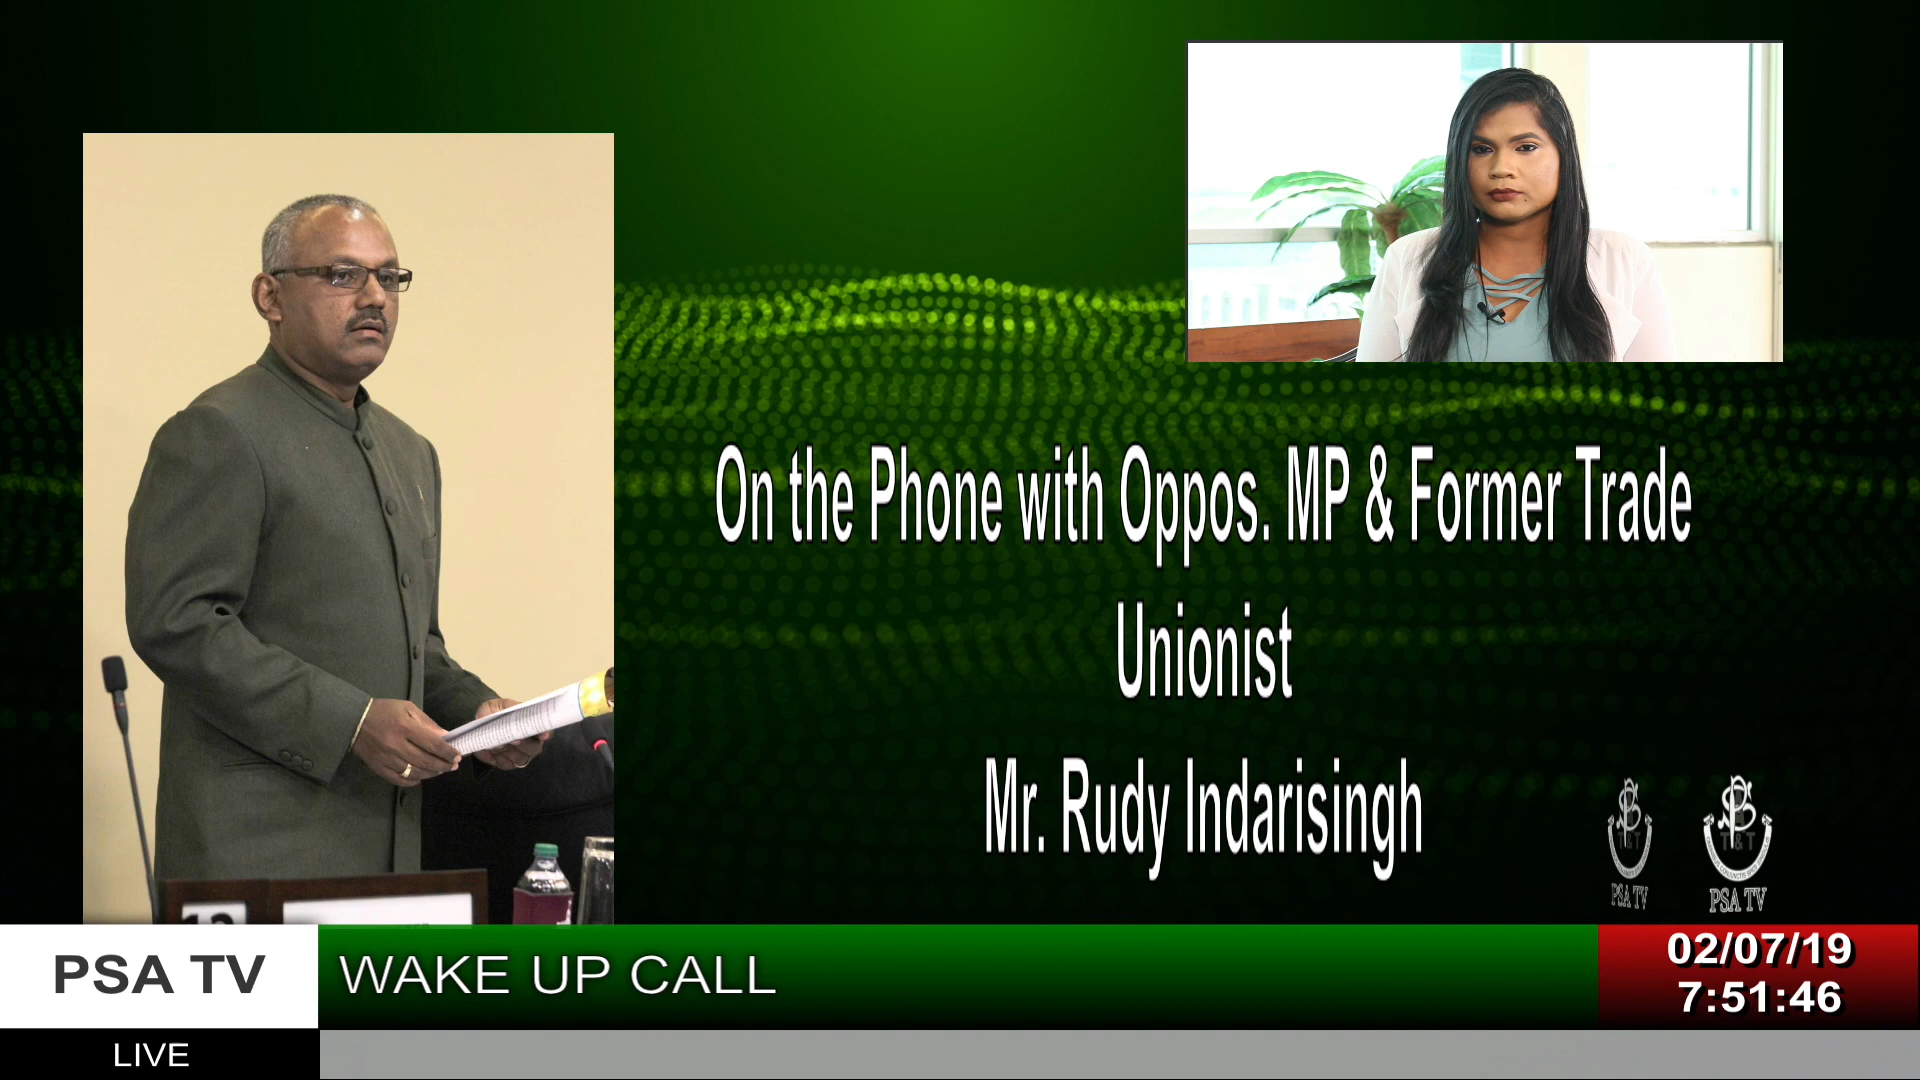 On the Phone with Oppos. MP & Former Trade
Unionist
Mr. Rudy Indarisingh
T&T
PSA TV
T&T
PSA TV
PSA TV
WAKE UP CALL
02/07/19
7:51:46
LIVE